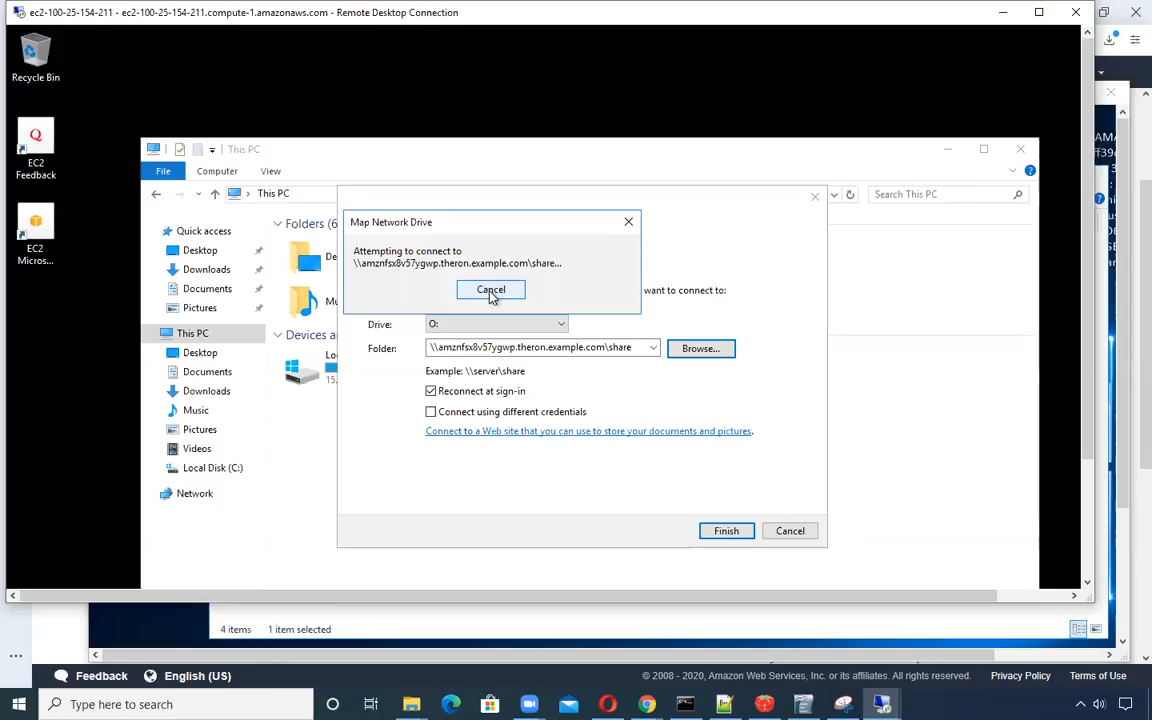 ec2-100-25-154-211 - ec2-100-25-154-211.compute-1.amazonaws.com - Remote Desktop Connection
Recycle Bin
EC2
Feedback
EC2
Micros...
This PC
File
Computer
View
This PC
Search This PC
Quick access
Desktop
Downloads
Documents
Pictures
This PC
Desktop
Documents
Downloads
Music
Pictures
Videos
Local Disk (C:)
Network
Folders (6
De
Mu
Devices a
Loc
15.
Map Network Drive
Attempting to connect to
\\amznfsx8v57ygwp.theron.example.com\share...
Cancel
want to connect to:
Drive:
O:
Folder:
\\amznfsx8v57ygwp.theron.example.com\share
Browse...
Example: \\server\share
Reconnect at sign-in
Connect using different credentials
Connect to a Web site that you can use to store your documents and pictures.
Finish
Cancel
4 items
1 item selected
Feedback
English (US)
© 2008 - 2020, Amazon Web Services, Inc. or its affiliates. All rights reserved.
Privacy Policy
Terms of Use
Type here to search